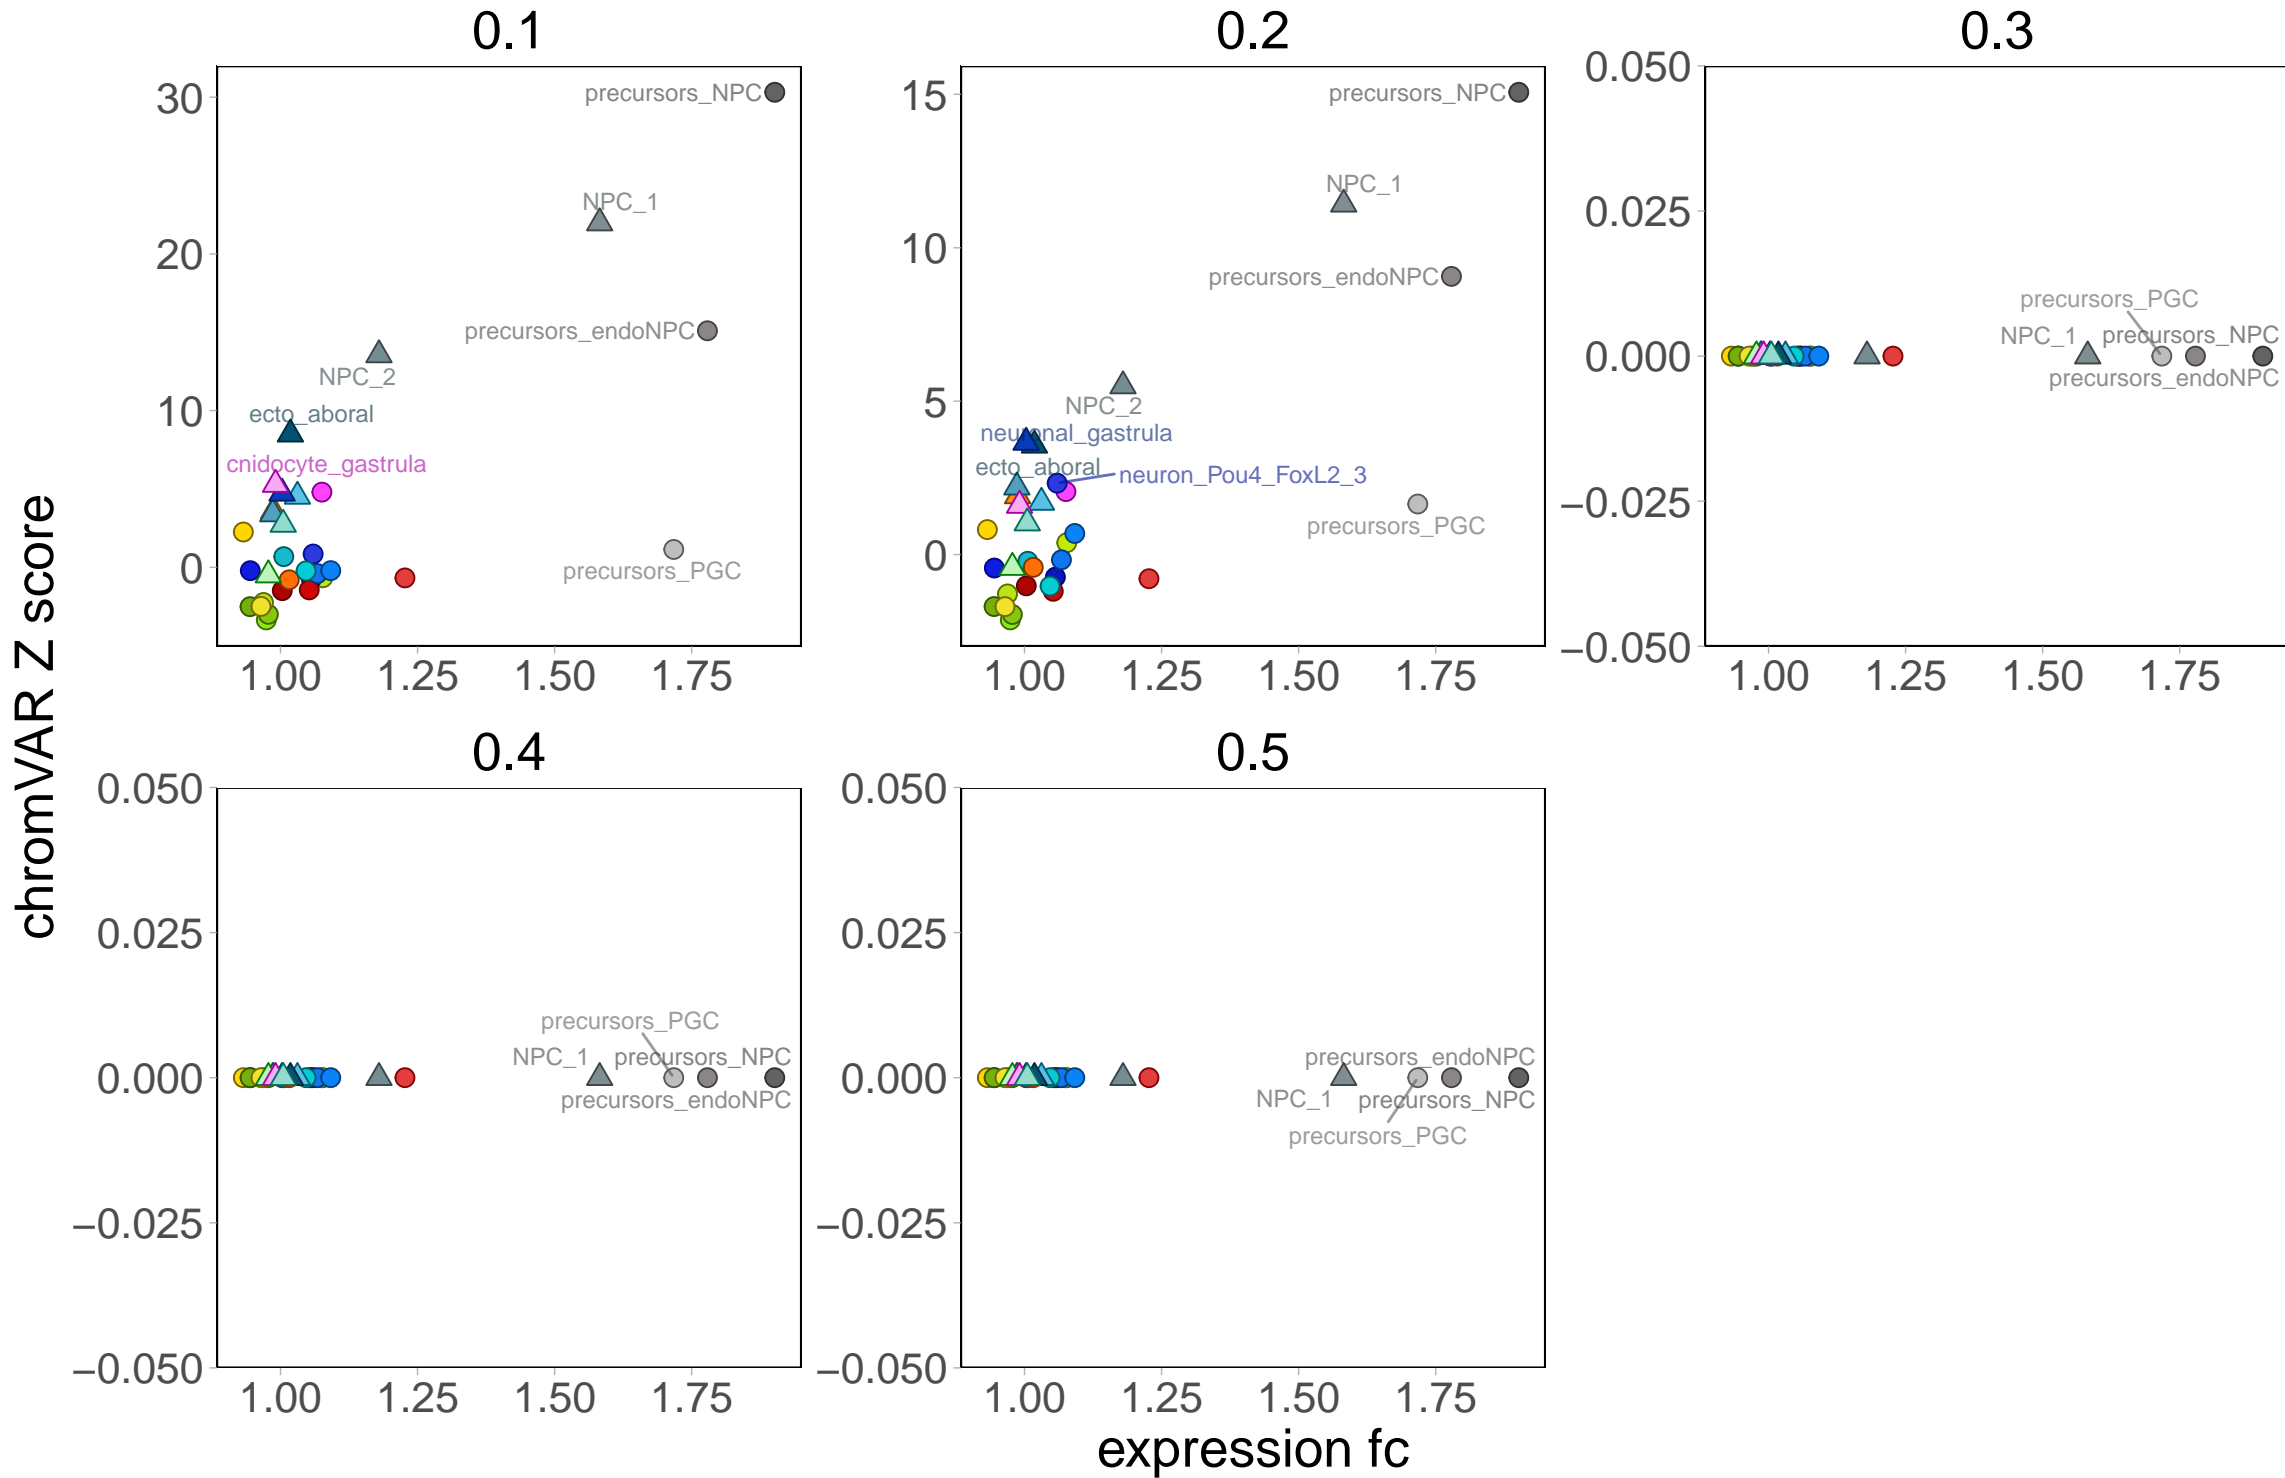 0.1
0.2
0.3
30
20
10
0
precursors_NPC
NPC_1
precursors_endoNPC
NPC_2
ecto_aboral
cnidocyte_gastrula
precursors_PGC
1.00
1.25
1.50
1.75
15
10
5
0
precursors_NPC
NPC_1
precursors_endoNPC
NPC_2
neuronal_gastrula
ecto_aboral
neuron_Pou4_FoxL2_3
precursors_PGC
1.00
1.25
1.50
1.75
0.050
0.025
0.000
−0.025
−0.050
precursors_PGC
NPC_1
precursors_NPC
precursors_endoNPC
1.00
1.25
1.50
1.75
chromVAR Z score
0.4
0.5
0.050
0.025
0.000
−0.025
−0.050
precursors_PGC
NPC_1
precursors_NPC
precursors_endoNPC
1.00
1.25
1.50
1.75
0.050
0.025
0.000
−0.025
−0.050
precursors_endoNPC
NPC_1
precursors_NPC
precursors_PGC
1.00
1.25
1.50
1.75
expression fc